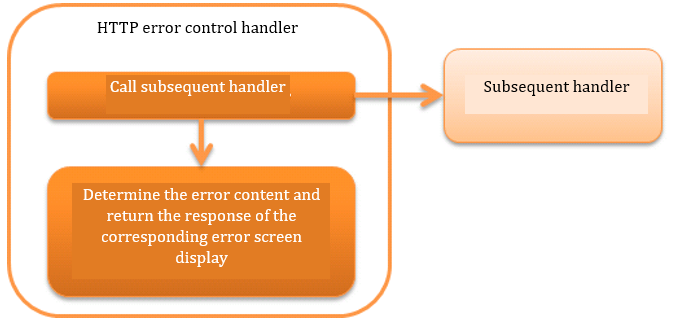 HTTP error control handler
Call subsequent handler
Subsequent handler
Determine the error content and
return the response of the
corresponding error screen
display